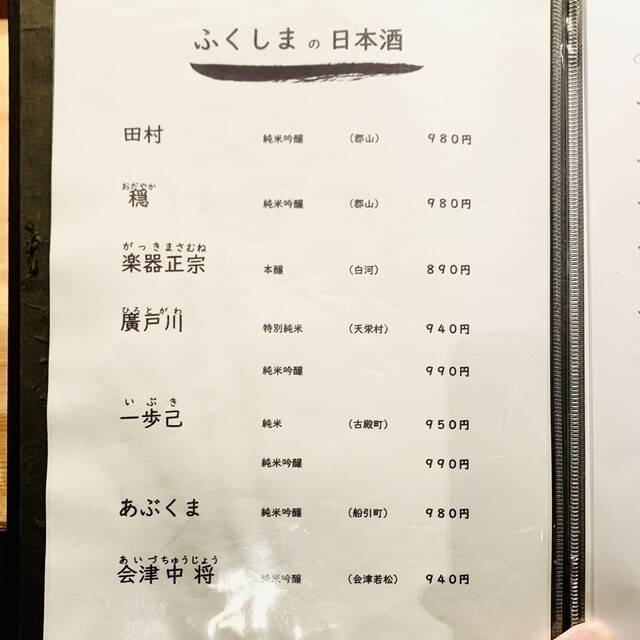 ふくしまの日本酒
田村 純米吟醸 (郡山) 980円
おだやか
穏 純米吟醸 (郡山) 980円
がっきまさむね
楽器正宗 本醸 (白河) 890円
ひろとがわ
廣戸川 特別純米 (天栄村) 940円
純米吟醸 990円
いぶき
一歩己 純米 (古殿町) 950円
純米吟醸 990円
あぶくま 純米吟醸 (船引町) 980円
あいづちゅうじょう
会津中将 純米吟醸 (会津若松) 940円